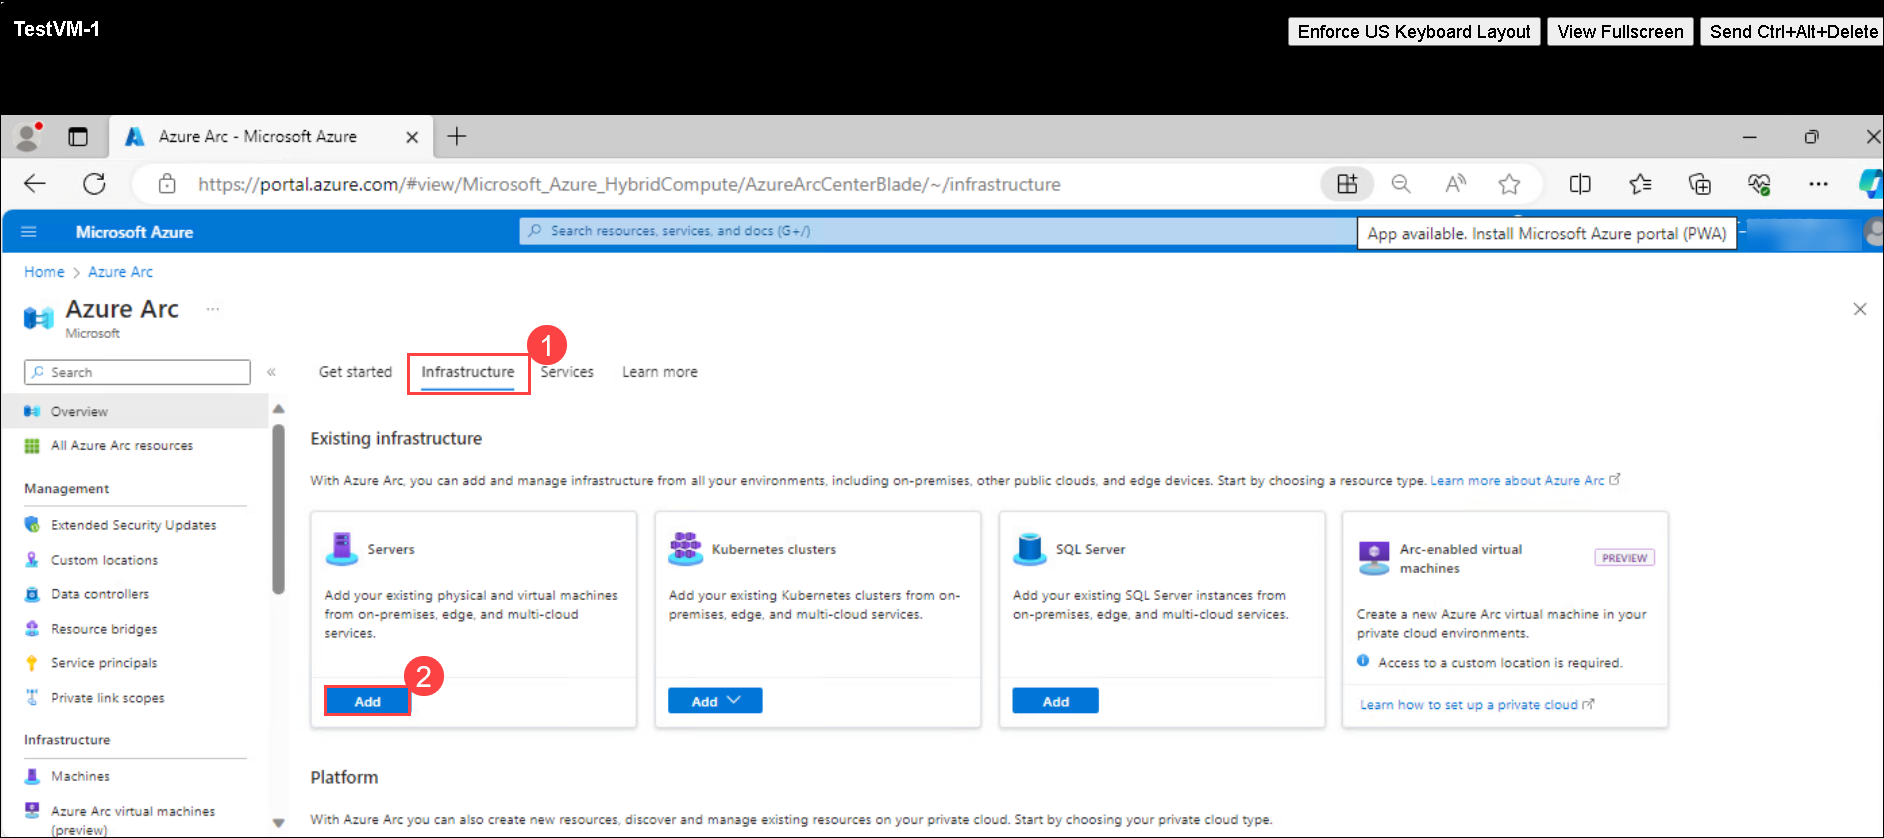 TestVM-1
Enforce US Keyboard Layout
View Fullscreen
Send Ctrl+Alt+Delete
Azure Arc - Microsoft Azure
https://portal.azure.com/#view/Microsoft_Azure_HybridCompute/AzureArcCenterBlade/~/infrastructure
Microsoft Azure
Search resources, services, and docs (G+/)
App available. Install Microsoft Azure portal (PWA)
Home > Azure Arc
Azure Arc ...
Microsoft
Search
«
Overview
All Azure Arc resources
Management
Extended Security Updates
Custom locations
Data controllers
Resource bridges
Service principals
Private link scopes
Infrastructure
Machines
Azure Arc virtual machines
(preview)
Get started
Infrastructure
1
Services
Learn more
Existing infrastructure
With Azure Arc, you can add and manage infrastructure from all your environments, including on-premises, other public clouds, and edge devices. Start by choosing a resource type. Learn more about Azure Arc
Servers
Add your existing physical and virtual machines
from on-premises, edge, and multi-cloud
services.
Add
2
Kubernetes clusters
Add your existing Kubernetes clusters from on-
premises, edge, and multi-cloud services.
Add
SQL Server
Add your existing SQL Server instances from
on-premises, edge, and multi-cloud services.
Add
Arc-enabled virtual
machines
PREVIEW
Create a new Azure Arc virtual machine in your
private cloud environments.
Access to a custom location is required.
Learn how to set up a private cloud
Platform
With Azure Arc you can also create new resources, discover and manage existing resources on your private cloud. Start by choosing your private cloud type.